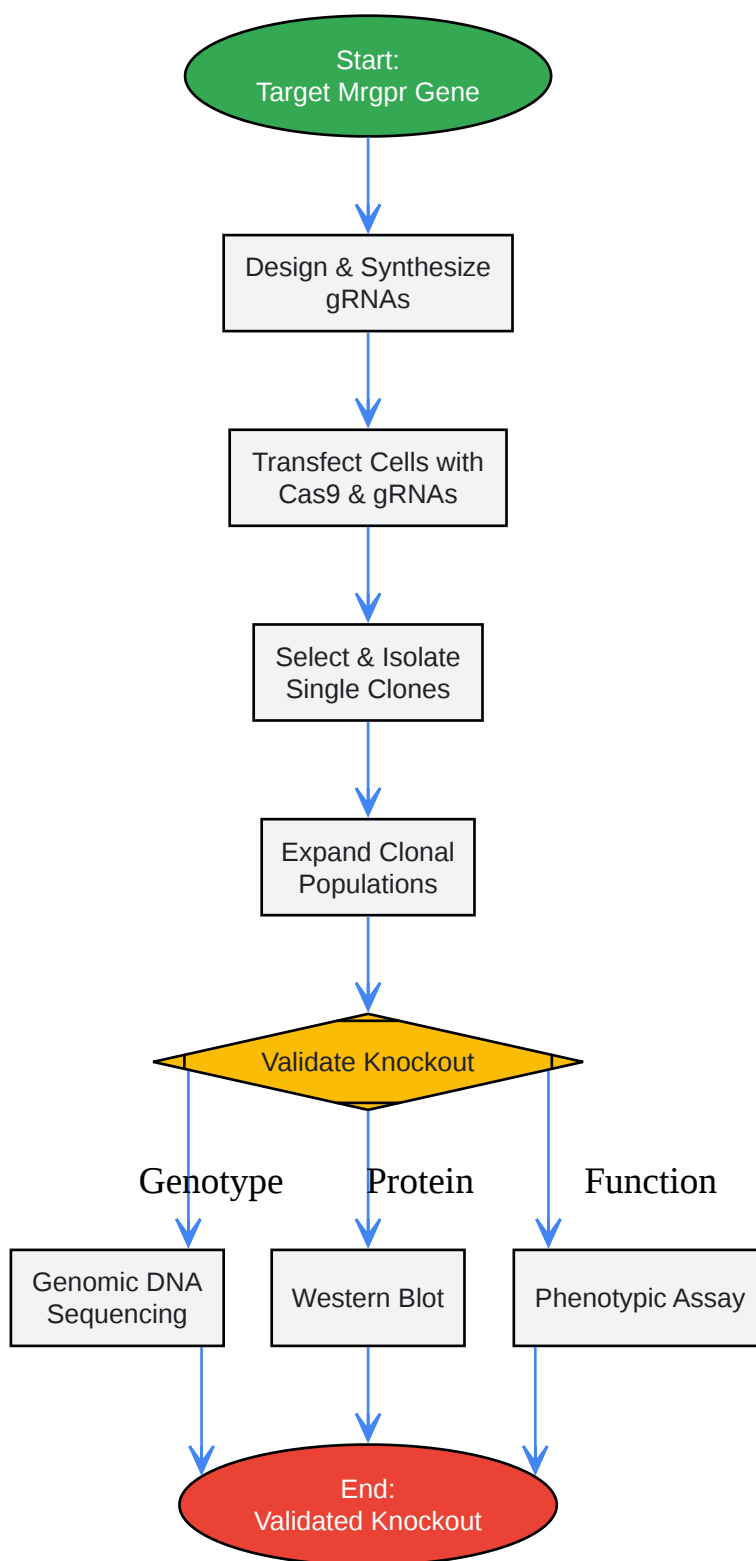 Start:
Target Mrgpr Gene
Design & Synthesize
gRNAs
Transfect Cells with
Cas9 & gRNAs
Select & Isolate
Single Clones
Expand Clonal
Populations
Validate Knockout
Genotype
Protein
Function
Genomic DNA
Sequencing
Western Blot
Phenotypic Assay
End:
Validated Knockout